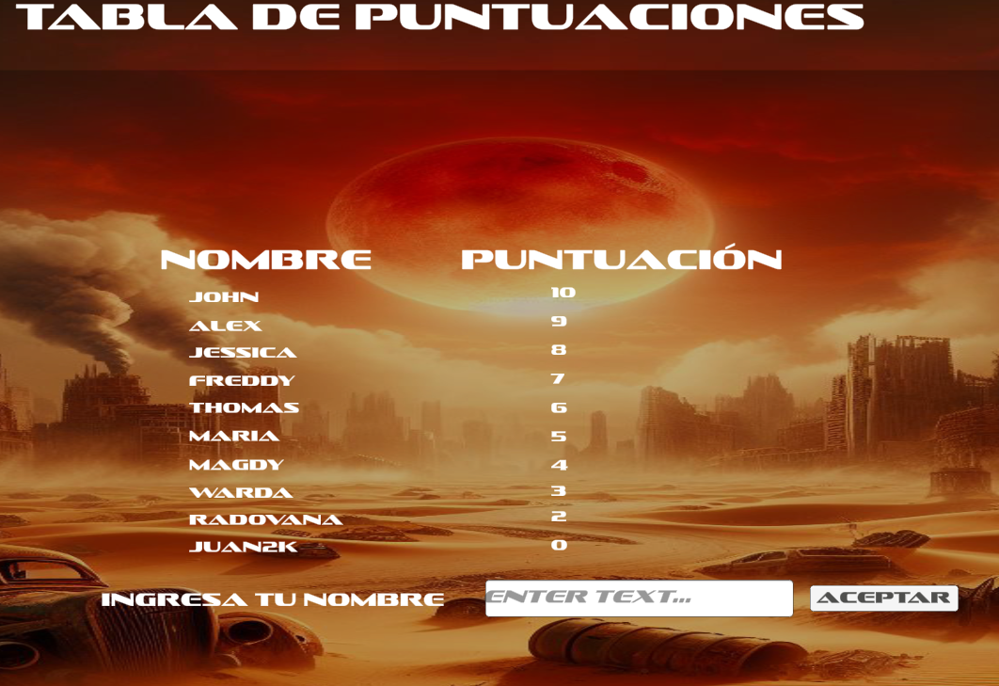 TABLA DE PUNTUACIONES
NOMBRE PUNTUACIÓN
JOHN 10
ALEX 9
JESSICA 8
FREDDY 7
THOMAS 6
MARIA 5
MAGDY 4
WARDA 3
RADOVANA 2
JUAN2K 0
INGRESA TU NOMBRE ENTER TEXT... ACEPTAR